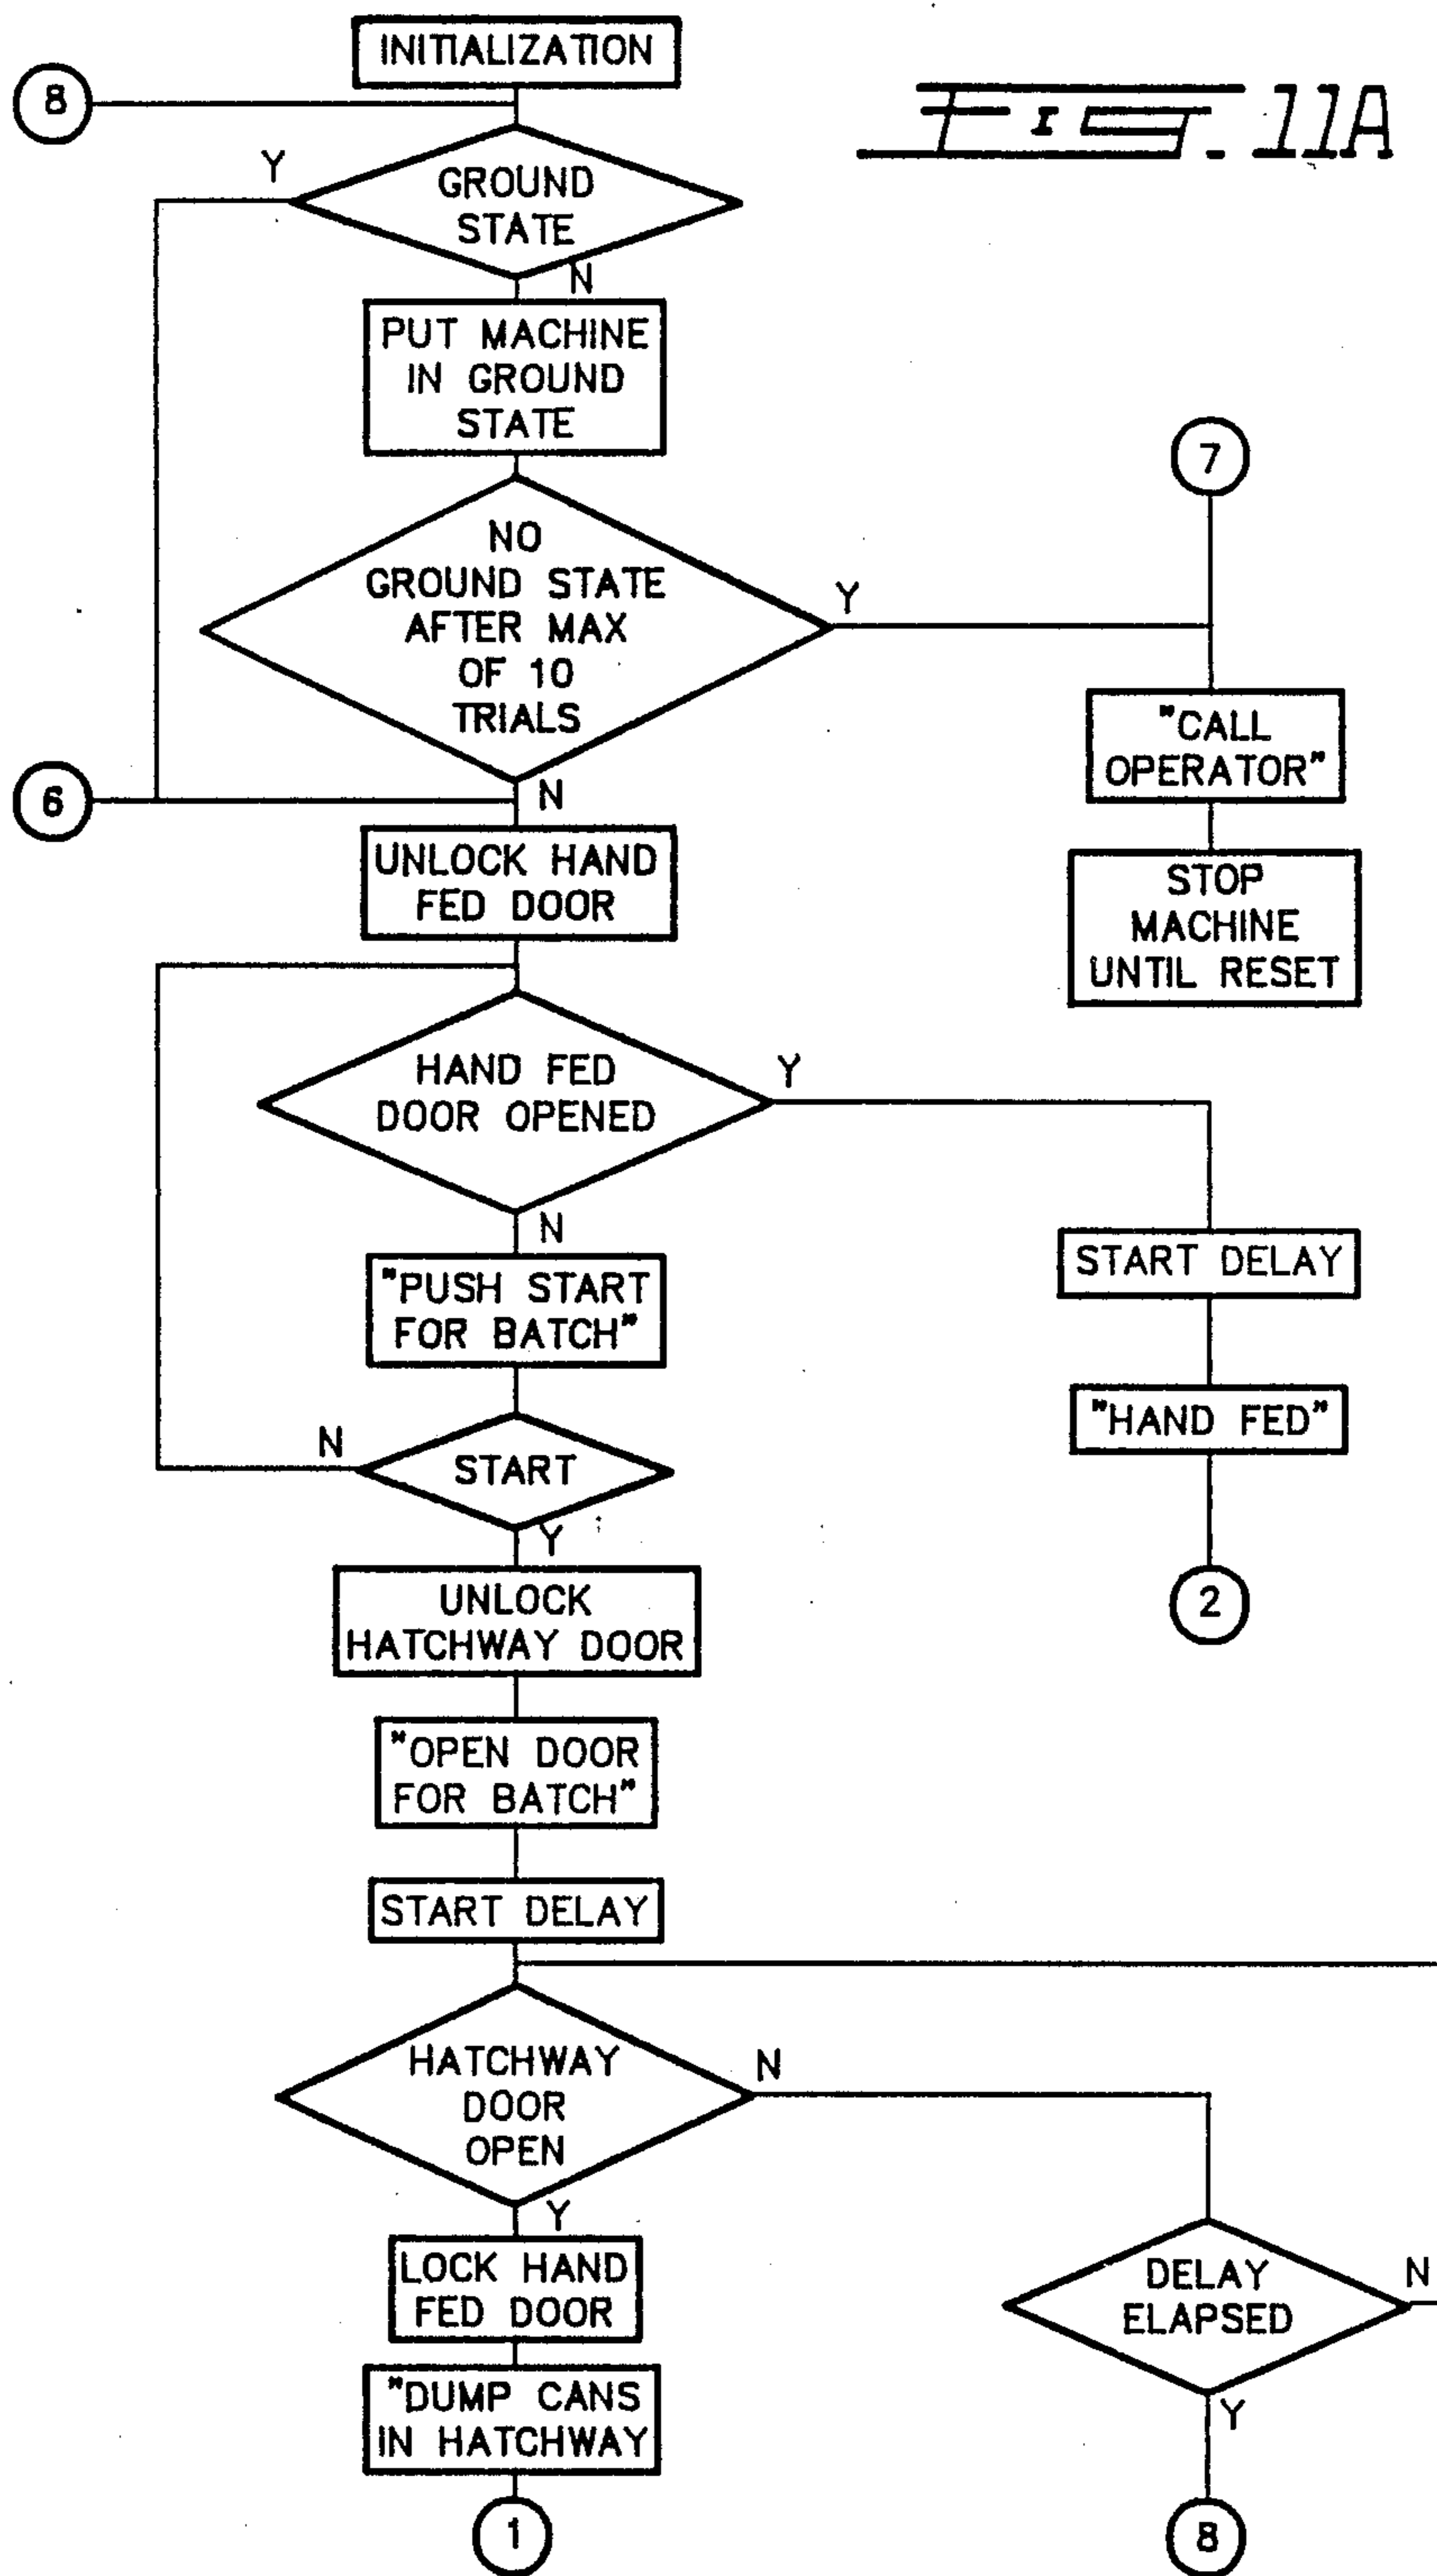 INITIALIZATION
FIG. 11A
8
Y
GROUND
STATE
N
PUT MACHINE
IN GROUND
STATE
7
NO
GROUND STATE
AFTER MAX
OF 10
TRIALS
Y
"CALL
OPERATOR"
6
N
STOP
MACHINE
UNTIL RESET
UNLOCK HAND
FED DOOR
HAND FED
DOOR OPENED
Y
N
START DELAY
"PUSH START
FOR BATCH"
"HAND FED"
N
START
Y
2
UNLOCK
HATCHWAY DOOR
"OPEN DOOR
FOR BATCH"
START DELAY
HATCHWAY
DOOR
OPEN
N
Y
LOCK HAND
FED DOOR
DELAY
ELAPSED
N
Y
"DUMP CANS
IN HATCHWAY
1
8